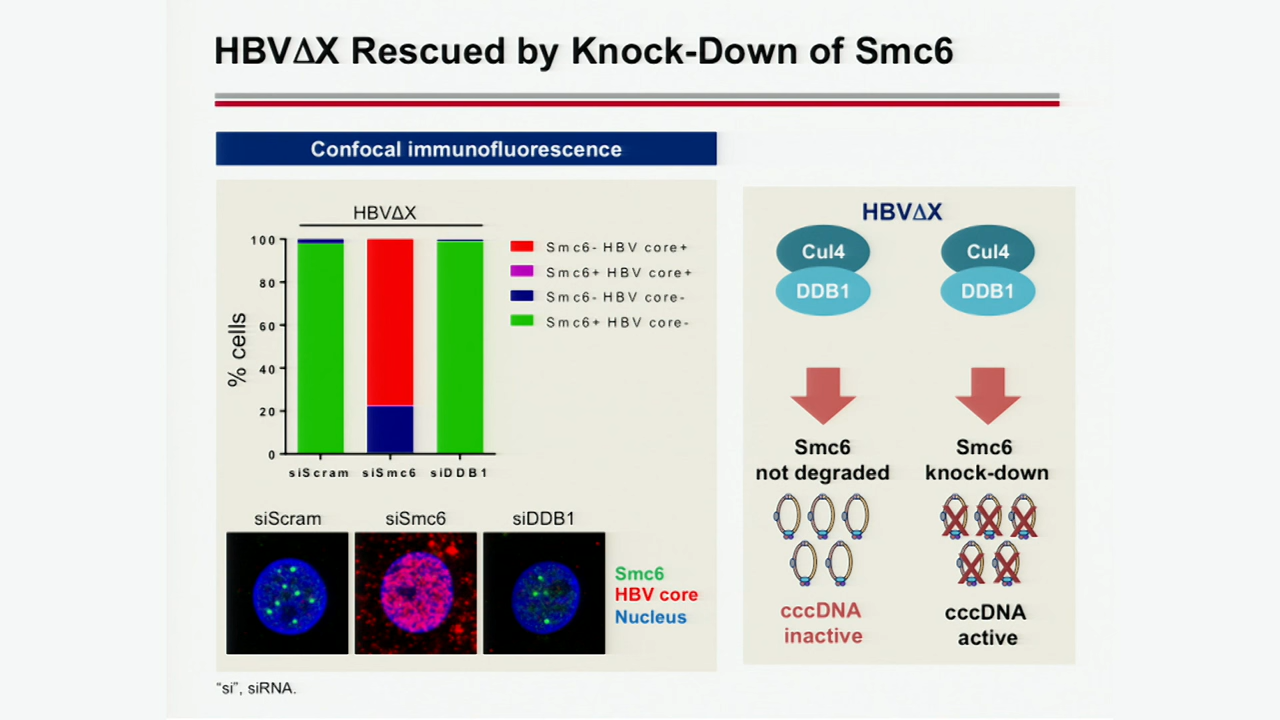 HBVΔX Rescued by Knock-Down of Smc6
Confocal immunofluorescence
HBVΔX
100
80
60
40
20
0
% cells
siScram siSmc6 siDDB1
Smc6- HBV core+
Smc6+ HBV core+
Smc6- HBV core-
Smc6+ HBV core-
siScram siSmc6 siDDB1
Smc6
HBV core
Nucleus
HBVΔX
Cul4 Cul4
DDB1 DDB1
Smc6 Smc6
not degraded knock-down
cccDNA cccDNA
inactive active
“si”, siRNA.